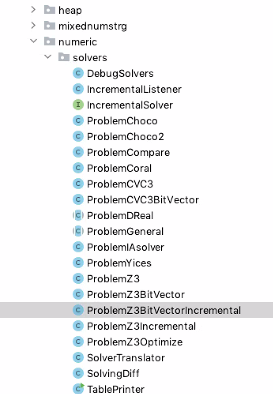 heap
mixednumstrg
numeric
solvers
DebugSolvers
IncrementalListener
IncrementalSolver
ProblemChoco
ProblemChoco2
ProblemCompare
ProblemCoral
ProblemCVC3
ProblemCVC3BitVector
ProblemDReal
ProblemGeneral
ProblemIAsolver
ProblemYices
ProblemZ3
ProblemZ3BitVector
ProblemZ3BitVectorIncremental
ProblemZ3Incremental
ProblemZ3Optimize
SolverTranslator
SolvingDiff
TablePrinter